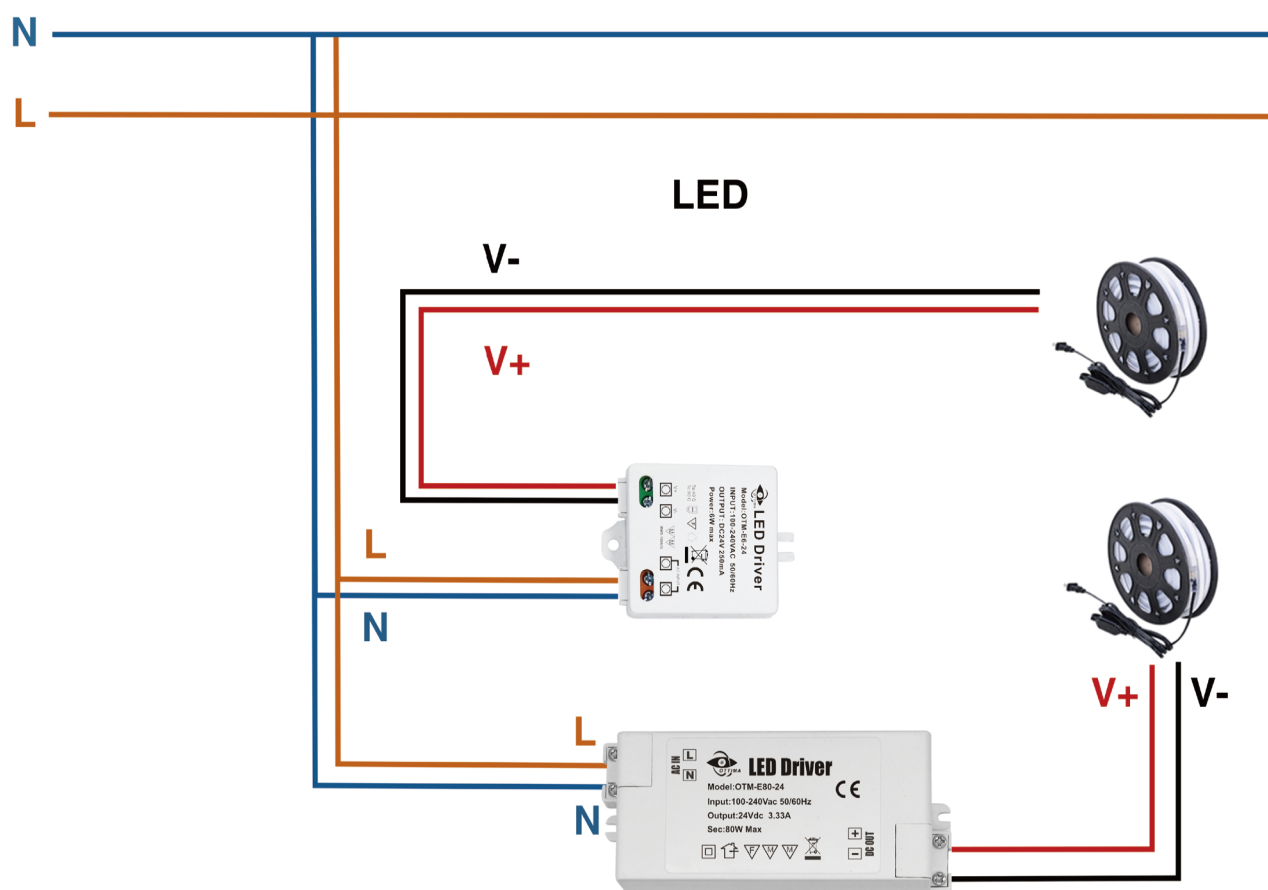 N
L
LED
V-
V+
LED Driver
Model:OTM-E6-24
INPUT:100-240VAC 50/60Hz
OUTPUT: DC24V 250mA
Power:6W max
V+
V-
L
N
V+
V-
L
N
AC IN
L
N
OTTIMA
LED Driver
Model:OTM-E80-24
Input:100-240Vac 50/60Hz
Output:24Vdc 3.33A
Sec:80W Max
CE
F
M
M
+
-
DC OUT